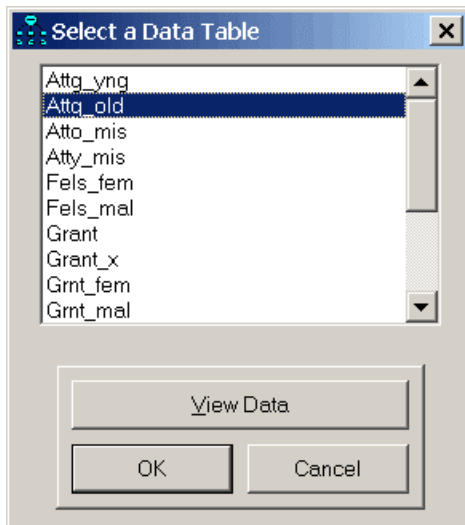 Select a Data Table
Attg_yng
Attg_old
Atto_mis
Atty_mis
Fels_fem
Fels_mal
Grant
Grant_x
Grnt_fem
Grnt_mal
View Data
OK
Cancel